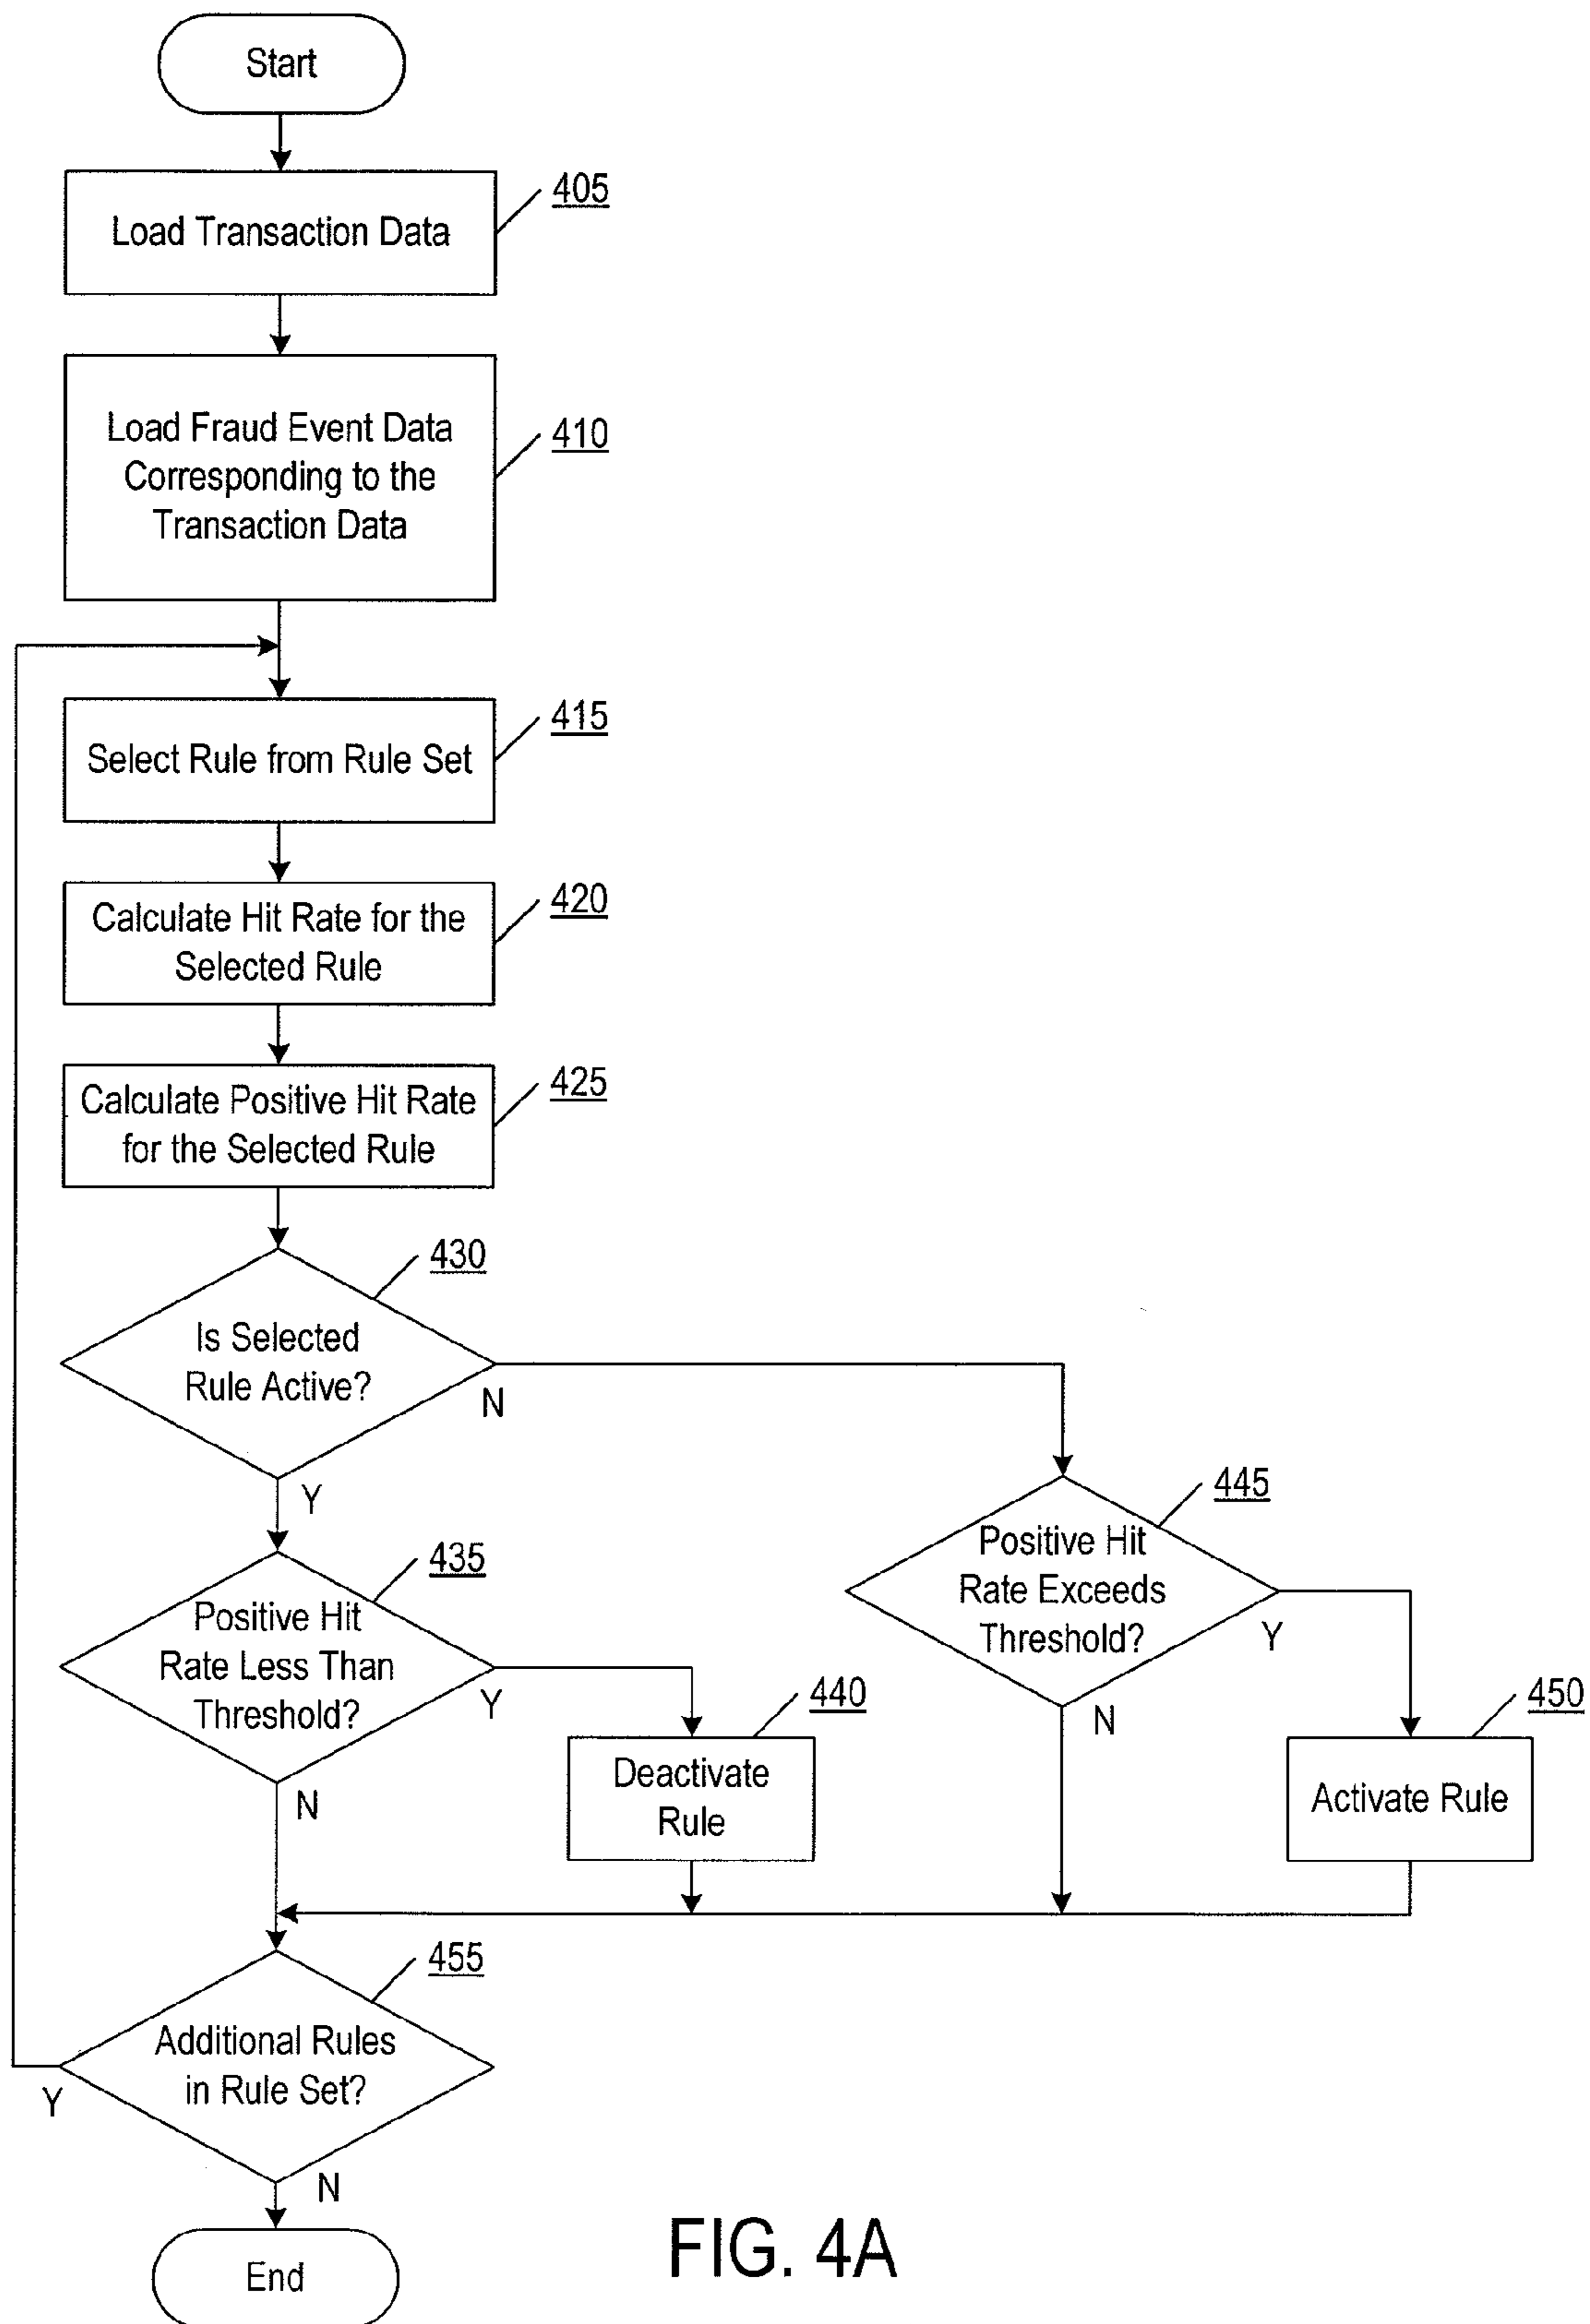 Start
405
Load Transaction Data
Load Fraud Event Data
Corresponding to the
Transaction Data
410
415
Select Rule from Rule Set
420
Calculate Hit Rate for the
Selected Rule
425
Calculate Positive Hit Rate
for the Selected Rule
430
Is Selected
Rule Active?
N
Y
445
Positive Hit
Rate Exceeds
Threshold?
Y
N
435
Positive Hit
Rate Less Than
Threshold?
Y
N
440
Deactivate
Rule
450
Activate Rule
455
Additional Rules
in Rule Set?
Y
N
End
FIG. 4A